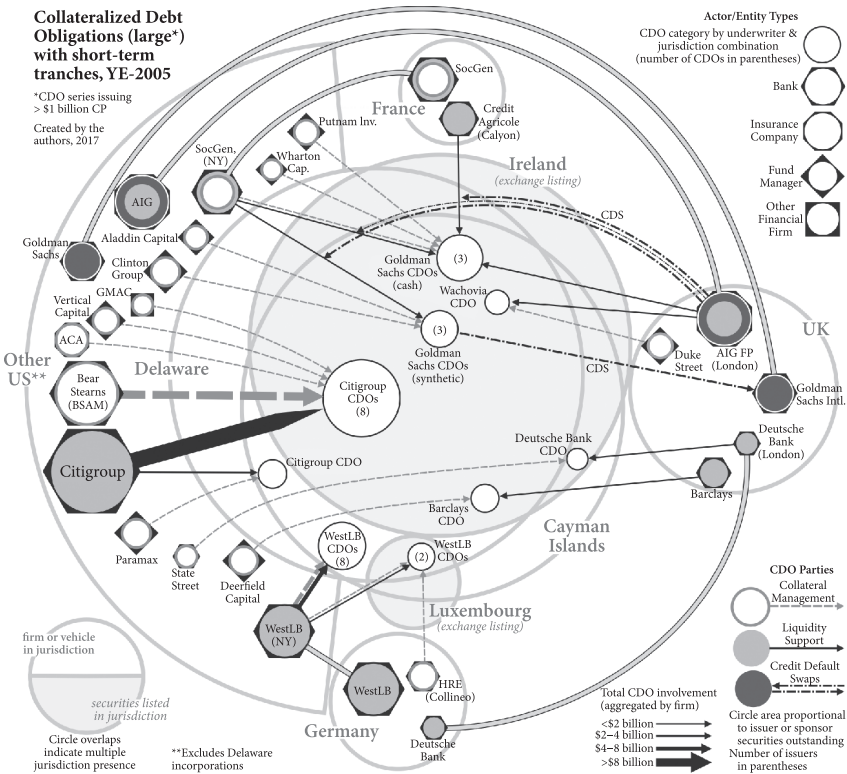 Collateralized Debt
Obligations (large*)
with short-term
tranches, YE-2005
*CDO series issuing
> $1 billion CP
Created by the
authors, 2017
Actor/Entity Types
CDO category by underwriter &
jurisdiction combination
(number of CDOs in parentheses)
Bank
Insurance
Company
Fund
Manager
Other
Financial
Firm
SocGen
France
Credit
Agricole
(Calyon)
Putnam Inv.
SocGen,
(NY)
Wharton
Cap.
Ireland
(exchange listing)
AIG
CDS
Goldman
Sachs
Aladdin Capital
Clinton
Group
GMAC
Vertical
Capital
ACA
Goldman
Sachs CDOs
(cash)
(3)
Wachovia
CDO
(3)
Goldman
Sachs CDOs
(synthetic)
Duke
Street
AIG FP
(London)
UK
CDS
Goldman
Sachs Intl.
Other
US**
Delaware
Bear
Stearns
(BSAM)
Citigroup
CDOs
(8)
Citigroup
Citigroup CDO
Deutsche Bank
CDO
Deutsche
Bank
(London)
Barclays
CDO
Barclays
Cayman
Islands
Paramax
State
Street
Deerfield
Capital
WestLB
CDOs
(8)
(2)
WestLB
CDOs
Luxembourg
(exchange listing)
WestLB
(NY)
WestLB
HRE
(Collineo)
Germany
Deutsche
Bank
firm or vehicle
in jurisdiction
securities listed
in jurisdiction
Circle overlaps
indicate multiple
jurisdiction presence
**Excludes Delaware
incorporations
Total CDO involvement
(aggregated by firm)
<$2 billion
$2–4 billion
$4–8 billion
>$8 billion
CDO Parties
Collateral
Management
Liquidity
Support
Credit Default
Swaps
Circle area proportional
to issuer or sponsor
securities outstanding
Number of issuers
in parentheses